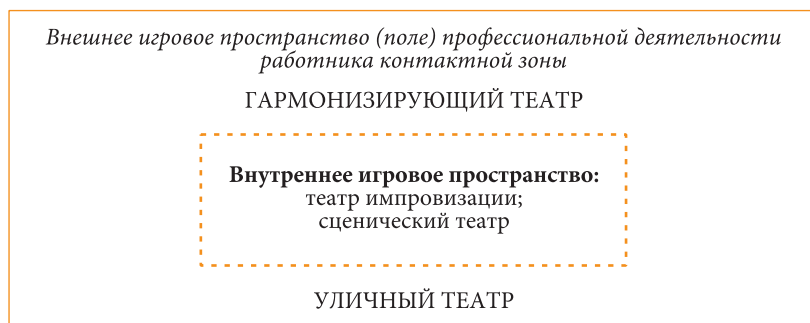 Внешнее игровое пространство (поле) профессиональной деятельности
работника контактной зоны
ГАРМОНИЗИРУЮЩИЙ ТЕАТР
Внутреннее игровое пространство:
театр импровизации;
сценический театр
УЛИЧНЫЙ ТЕАТР